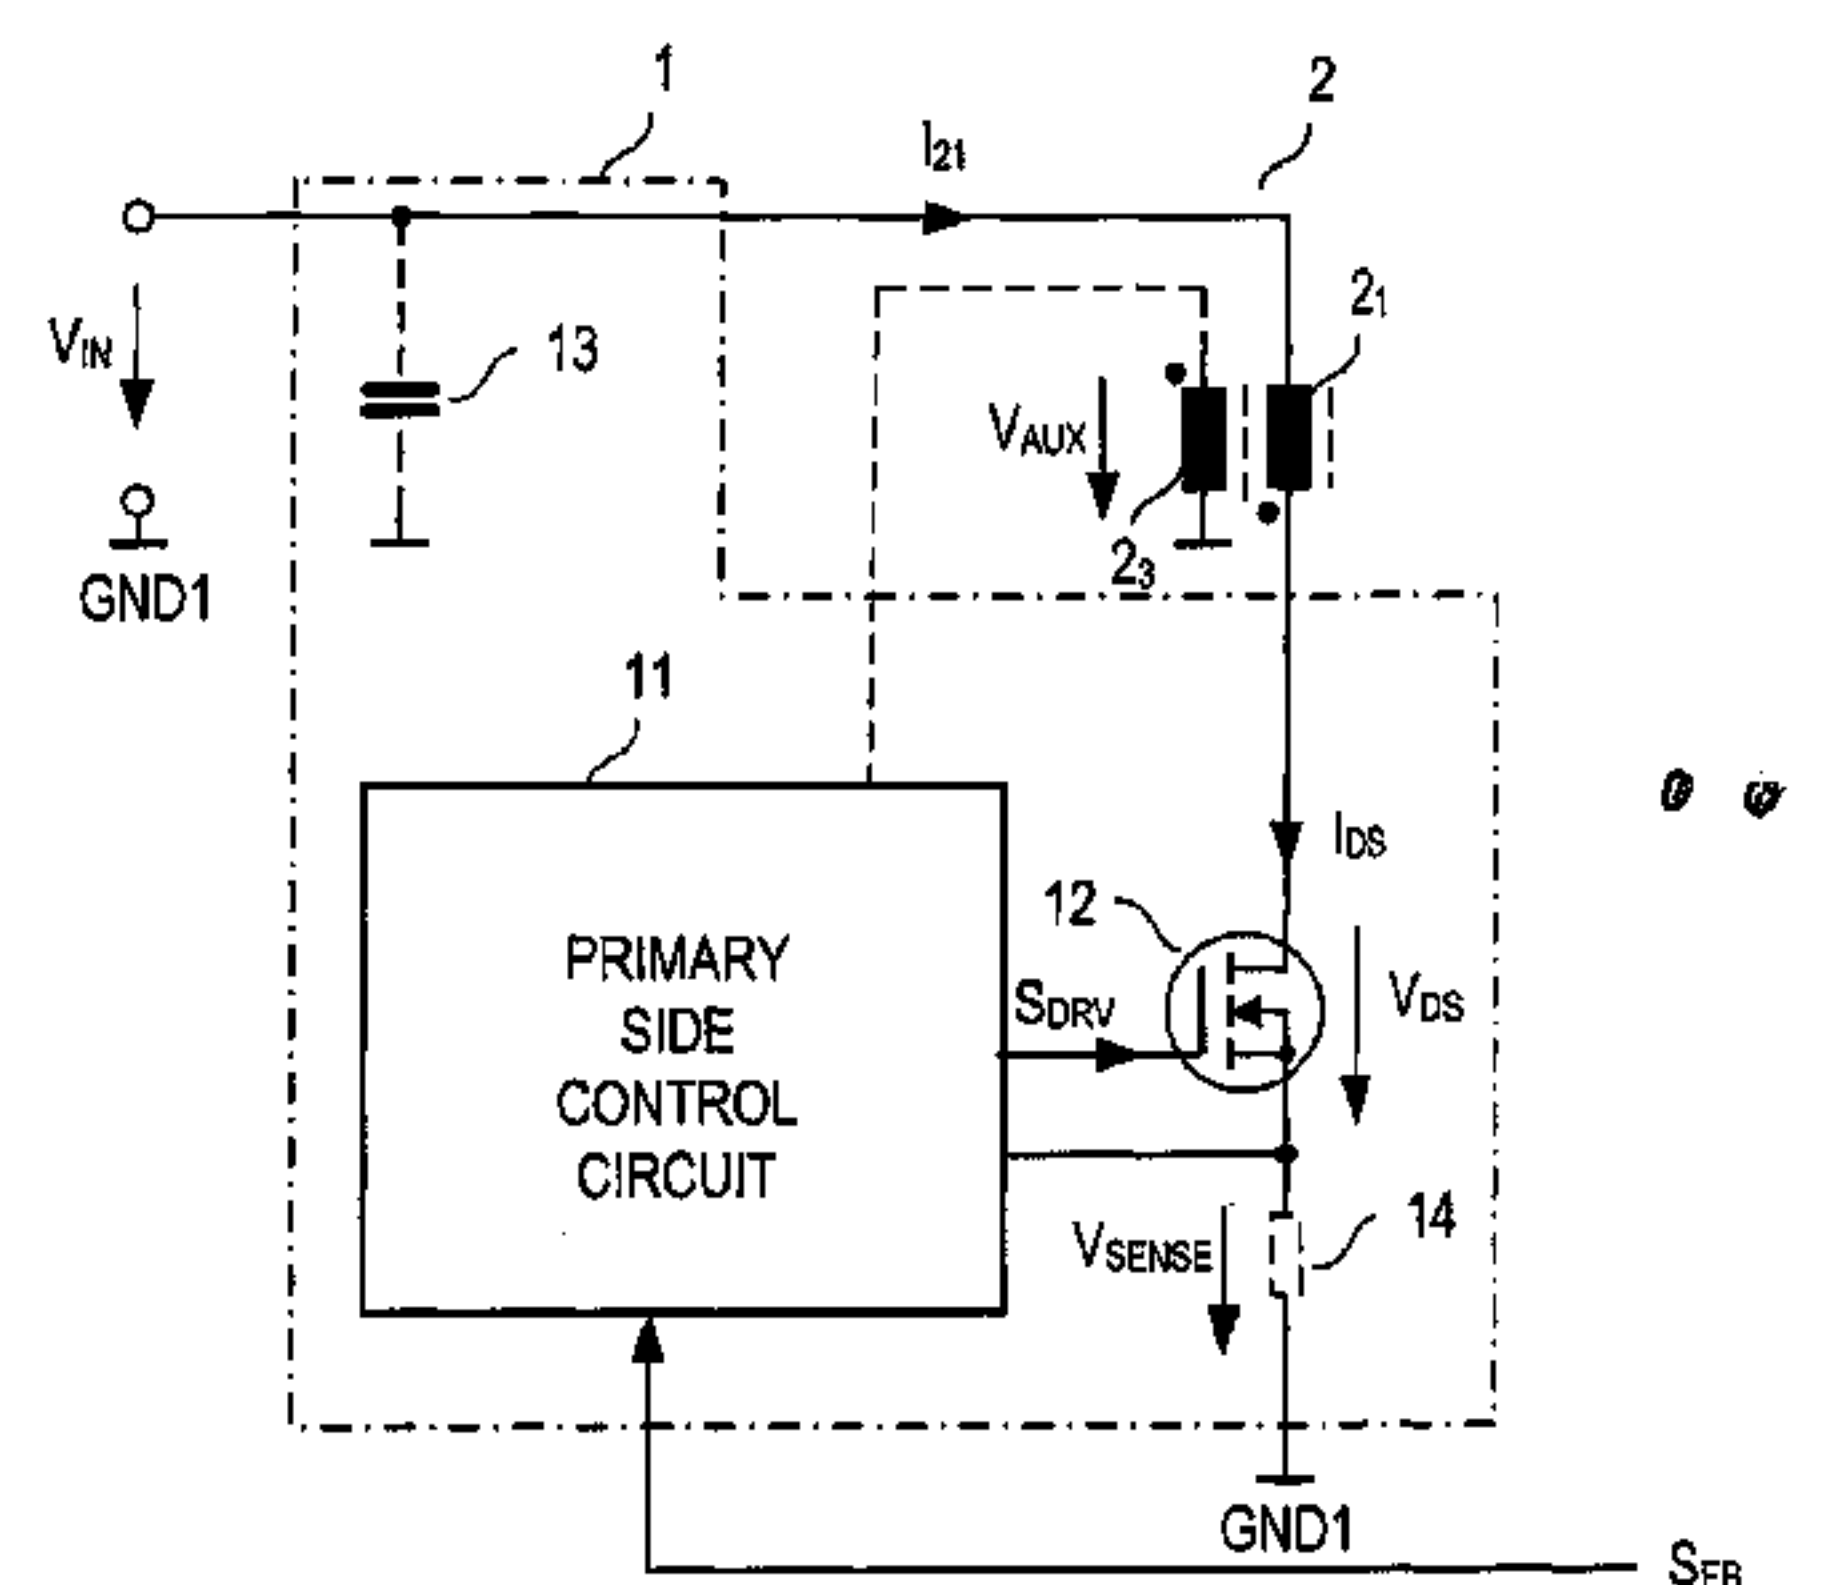 1
2
I21
VIN
13
21
VAUX
23
GND1
11
IDS
12
PRIMARY
SIDE
CONTROL
CIRCUIT
SDRV
VDS
VSENSE
14
GND1
SFB